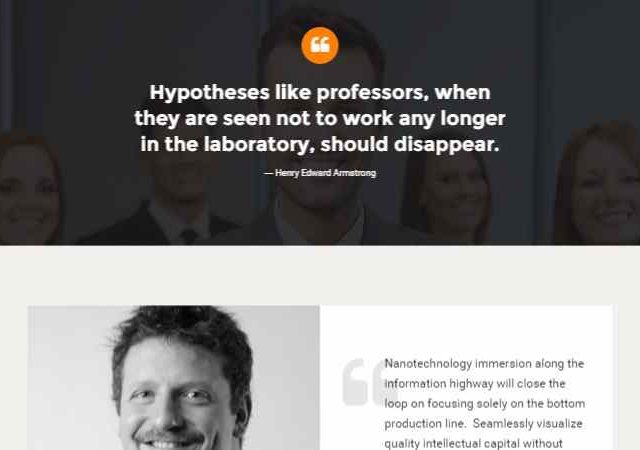 Hypotheses like professors, when
they are seen not to work any longer
in the laboratory, should disappear.
— Henry Edward Armstrong
Nanotechnology immersion along the
information highway will close the
loop on focusing solely on the bottom
production line. Seamlessly visualize
quality intellectual capital without